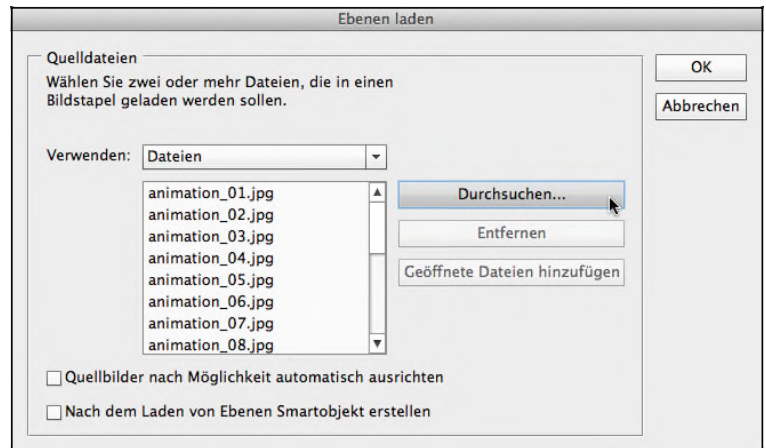 Ebenen laden
Quelldateien
Wählen Sie zwei oder mehr Dateien, die in einen
Bildstapel geladen werden sollen.
OK
Abbrechen
Verwenden: Dateien
animation_01.jpg
animation_02.jpg
animation_03.jpg
animation_04.jpg
animation_05.jpg
animation_06.jpg
animation_07.jpg
animation_08.jpg
Durchsuchen...
Entfernen
Geöffnete Dateien hinzufügen
Quellbilder nach Möglichkeit automatisch ausrichten
Nach dem Laden von Ebenen Smartobjekt erstellen